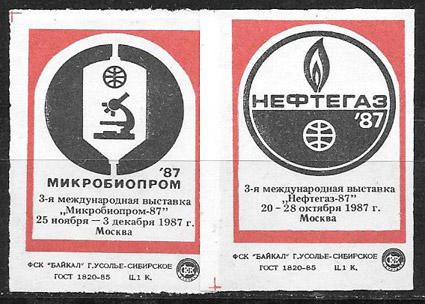 '87
МИКРОБИОПРОМ
3-я международная выставка
„Микробиопром-87"
25 ноября — 3 декабря 1987 г.
Москва
ФСК "БАЙКАЛ" Г.УСОЛЬЕ-СИБИРСКОЕ
ГОСТ 1820-85 Ц.1 К.
НЕФТЕГАЗ
'87
3-я международная выставка
„Нефтегаз-87"
20 – 28 октября 1987 г.
Москва
ФСК "БАЙКАЛ" Г.УСОЛЬЕ-СИБИРСКОЕ
ГОСТ 1820–85 Ц.1 К.